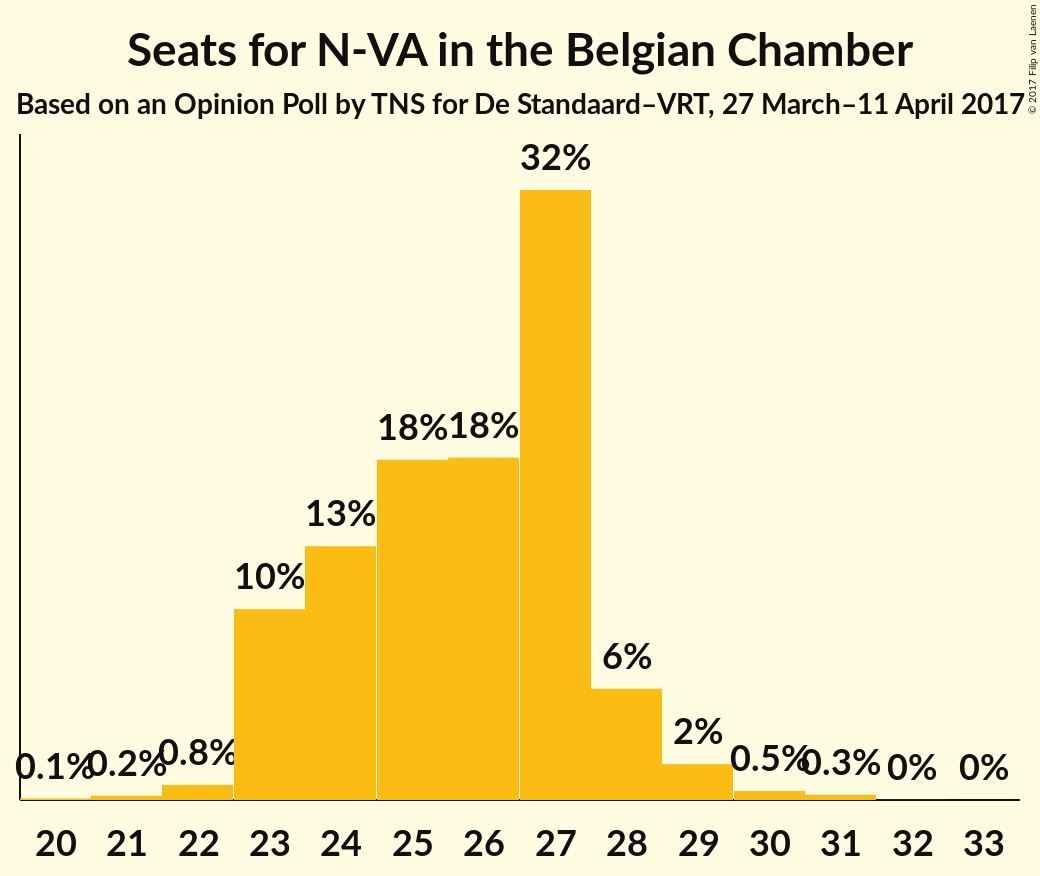 Seats for N-VA in the Belgian Chamber
Based on an Opinion Poll by TNS for De Standaard–VRT, 27 March–11 April 2017
© 2017 Filip van Laenen
0.1% 0.2% 0.8% 10% 13% 18% 18% 32% 6% 2% 0.5% 0.3% 0% 0%
20 21 22 23 24 25 26 27 28 29 30 31 32 33